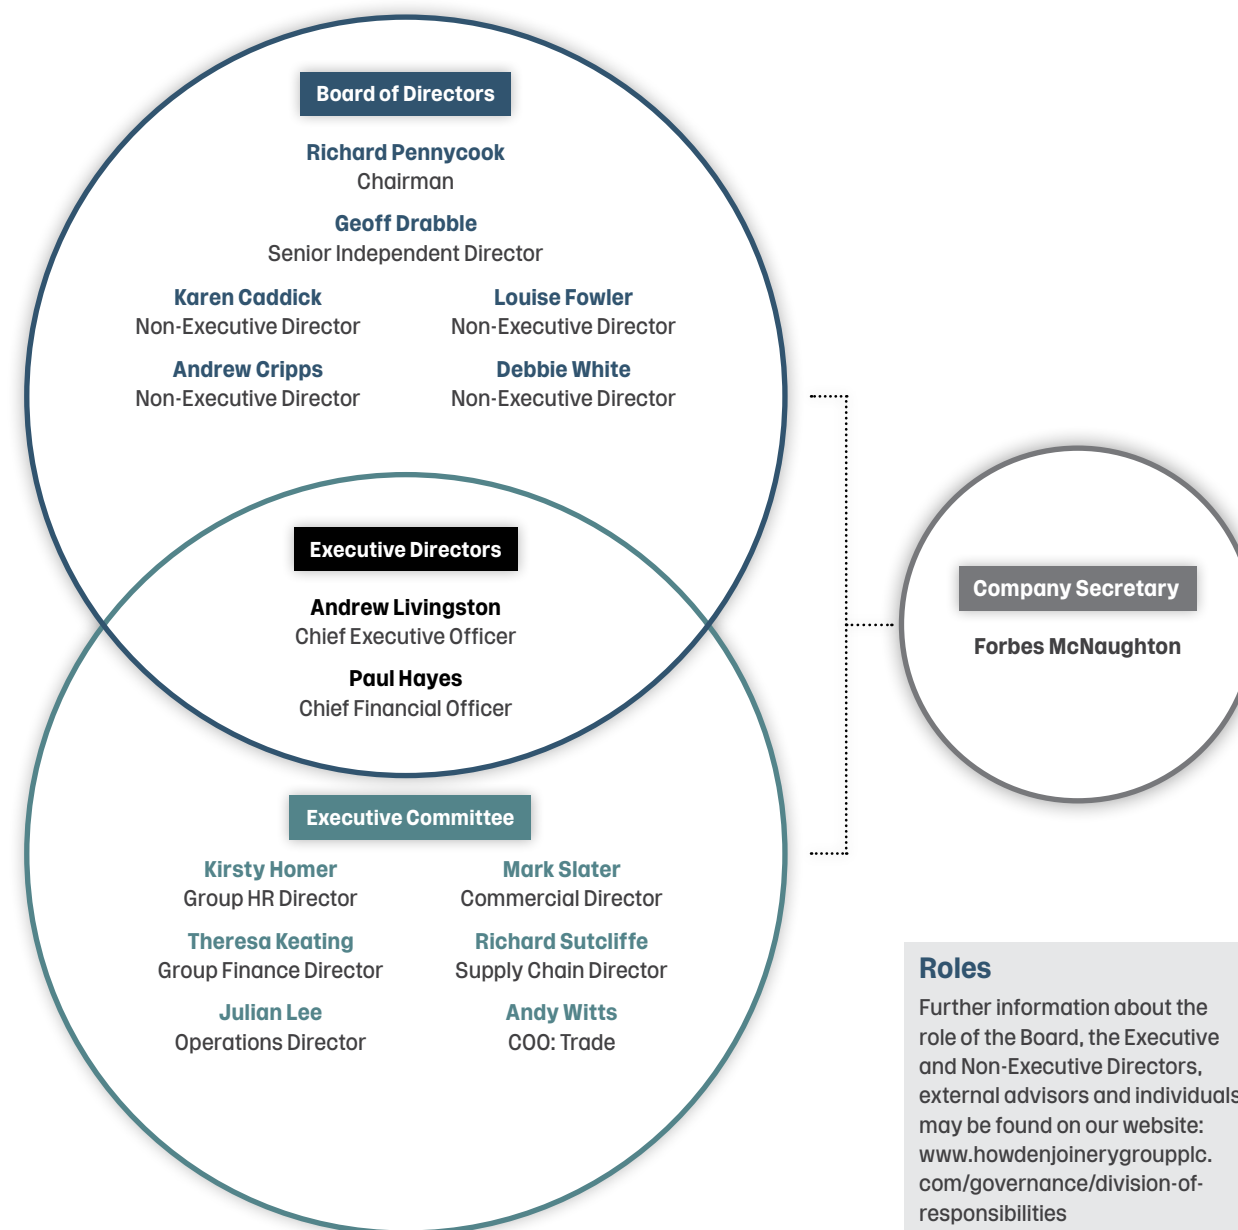 Board of Directors
Richard Pennycook
Chairman
Geoff Drabble
Senior Independent Director
Karen Caddick
Non-Executive Director
Louise Fowler
Non-Executive Director
Andrew Cripps
Non-Executive Director
Debbie White
Non-Executive Director
Executive Directors
Andrew Livingston
Chief Executive Officer
Paul Hayes
Chief Financial Officer
Executive Committee
Kirsty Homer
Group HR Director
Mark Slater
Commercial Director
Theresa Keating
Group Finance Director
Richard Sutcliffe
Supply Chain Director
Julian Lee
Operations Director
Andy Witts
COO: Trade
Company Secretary
Forbes McNaughton
Roles
Further information about the
role of the Board, the Executive
and Non-Executive Directors,
external advisors and individuals
may be found on our website:
www.howdenjoinerygroupplc.
com/governance/division-of-
responsibilities